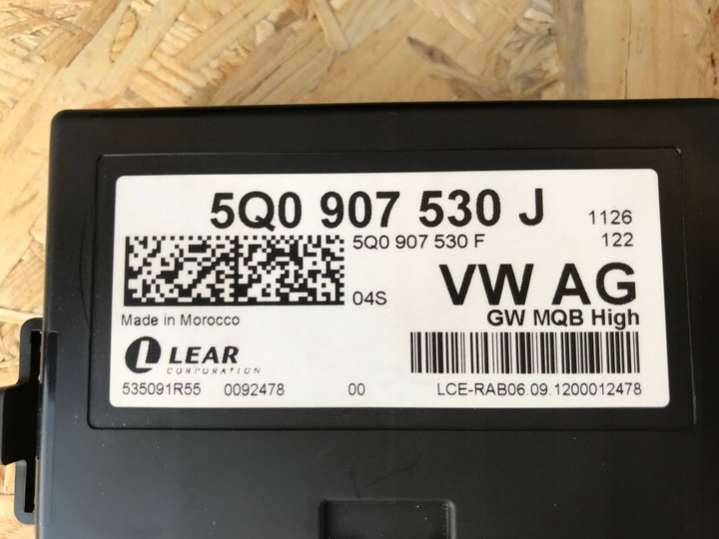 5Q0 907 530 J 1126
5Q0 907 530 F 122
04S VW AG
Made in Morocco GW MQB High
LEAR
CORPORATION
535091R55 0092478 00 LCE-RAB06.09.1200012478